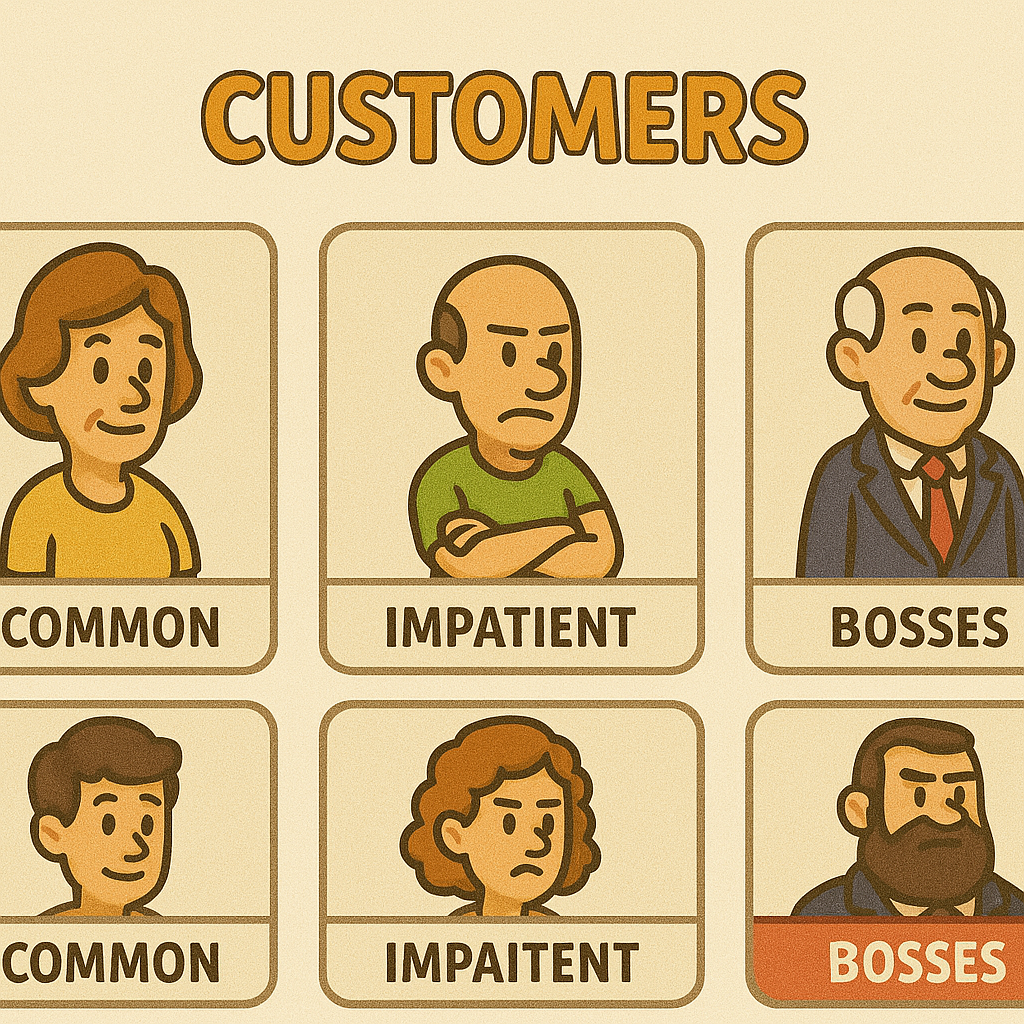 CUSTOMERS
COMMON
IMPATIENT
BOSSES
COMMON
IMPAITENT
BOSSES